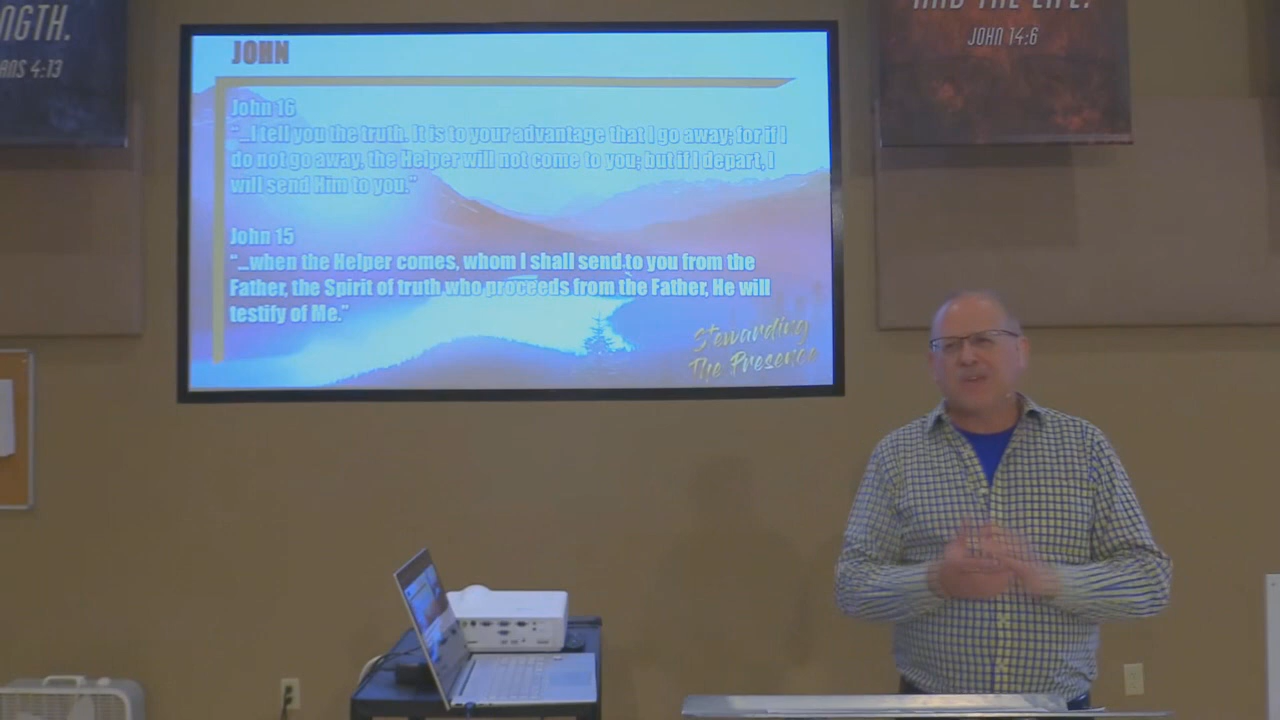 NGTH.
ANS 4:13
AND THE LIFE.
JOHN 14:6
JOHN
John 16
"...I tell you the truth. It is to your advantage that I go away; for if I
do not go away, the Helper will not come to you; but if I depart, I
will send Him to you."
John 15
"...when the Helper comes, whom I shall send to you from the
Father, the Spirit of truth who proceeds from the Father, He will
testify of Me."
Stewarding
The Presence